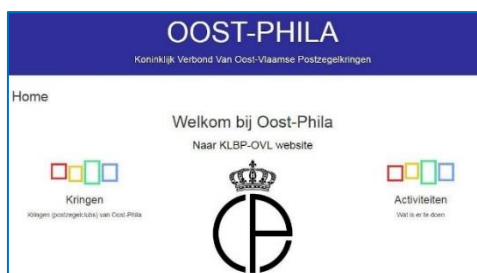 OOST-PHILA
Koninklijk Verbond Van Oost-Vlaamse Postzegelkringen
Home
Welkom bij Oost-Phila
Naar KLBP-OVL website
Kringen
Kringen (postzegelclubs) van Oost-Phila
Activiteiten
Wat is er te doen